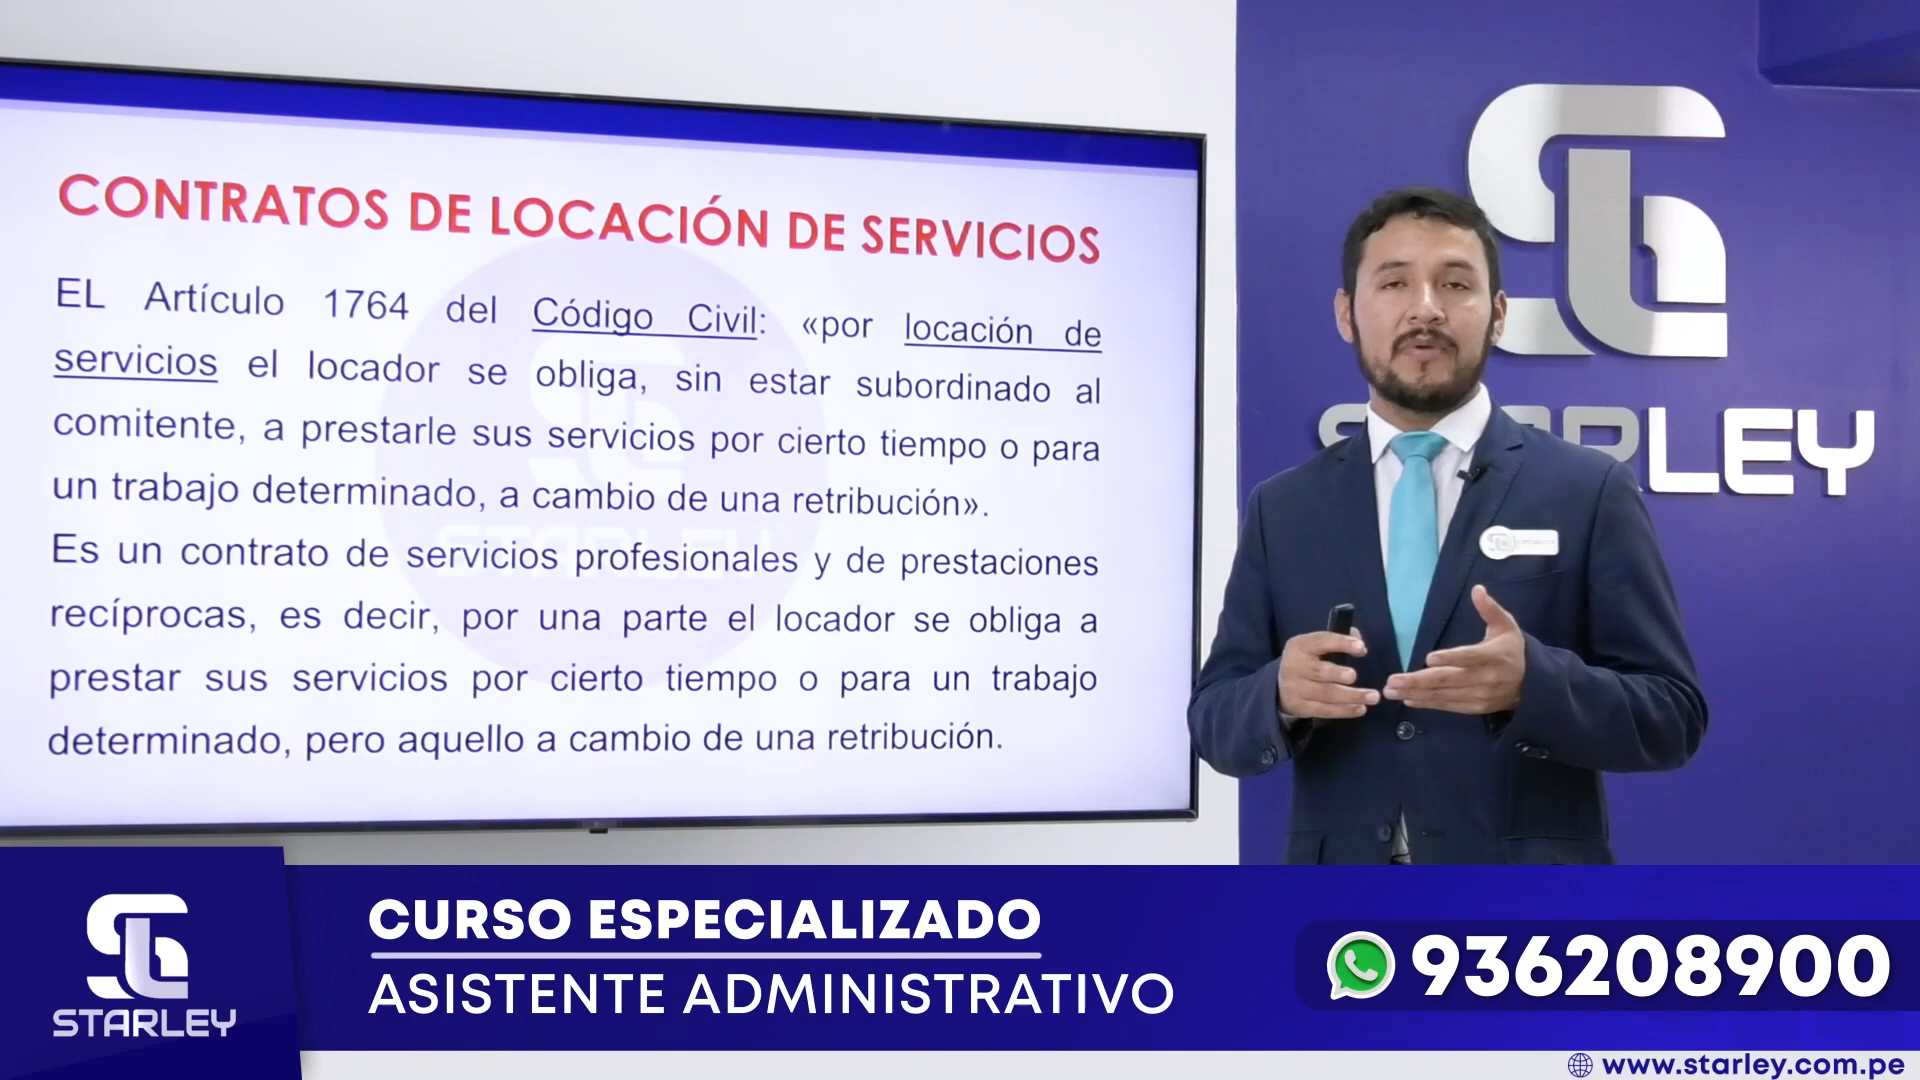 CONTRATOS DE LOCACIÓN DE SERVICIOS
EL Artículo 1764 del Código Civil: «por locación de
servicios el locador se obliga, sin estar subordinado al
comitente, a prestarle sus servicios por cierto tiempo o para
un trabajo determinado, a cambio de una retribución».
Es un contrato de servicios profesionales y de prestaciones
recíprocas, es decir, por una parte el locador se obliga a
prestar sus servicios por cierto tiempo o para un trabajo
determinado, pero aquello a cambio de una retribución.
STARLEY
STARLEY
STARLEY
CURSO ESPECIALIZADO
ASISTENTE ADMINISTRATIVO
936208900
www.starley.com.pe